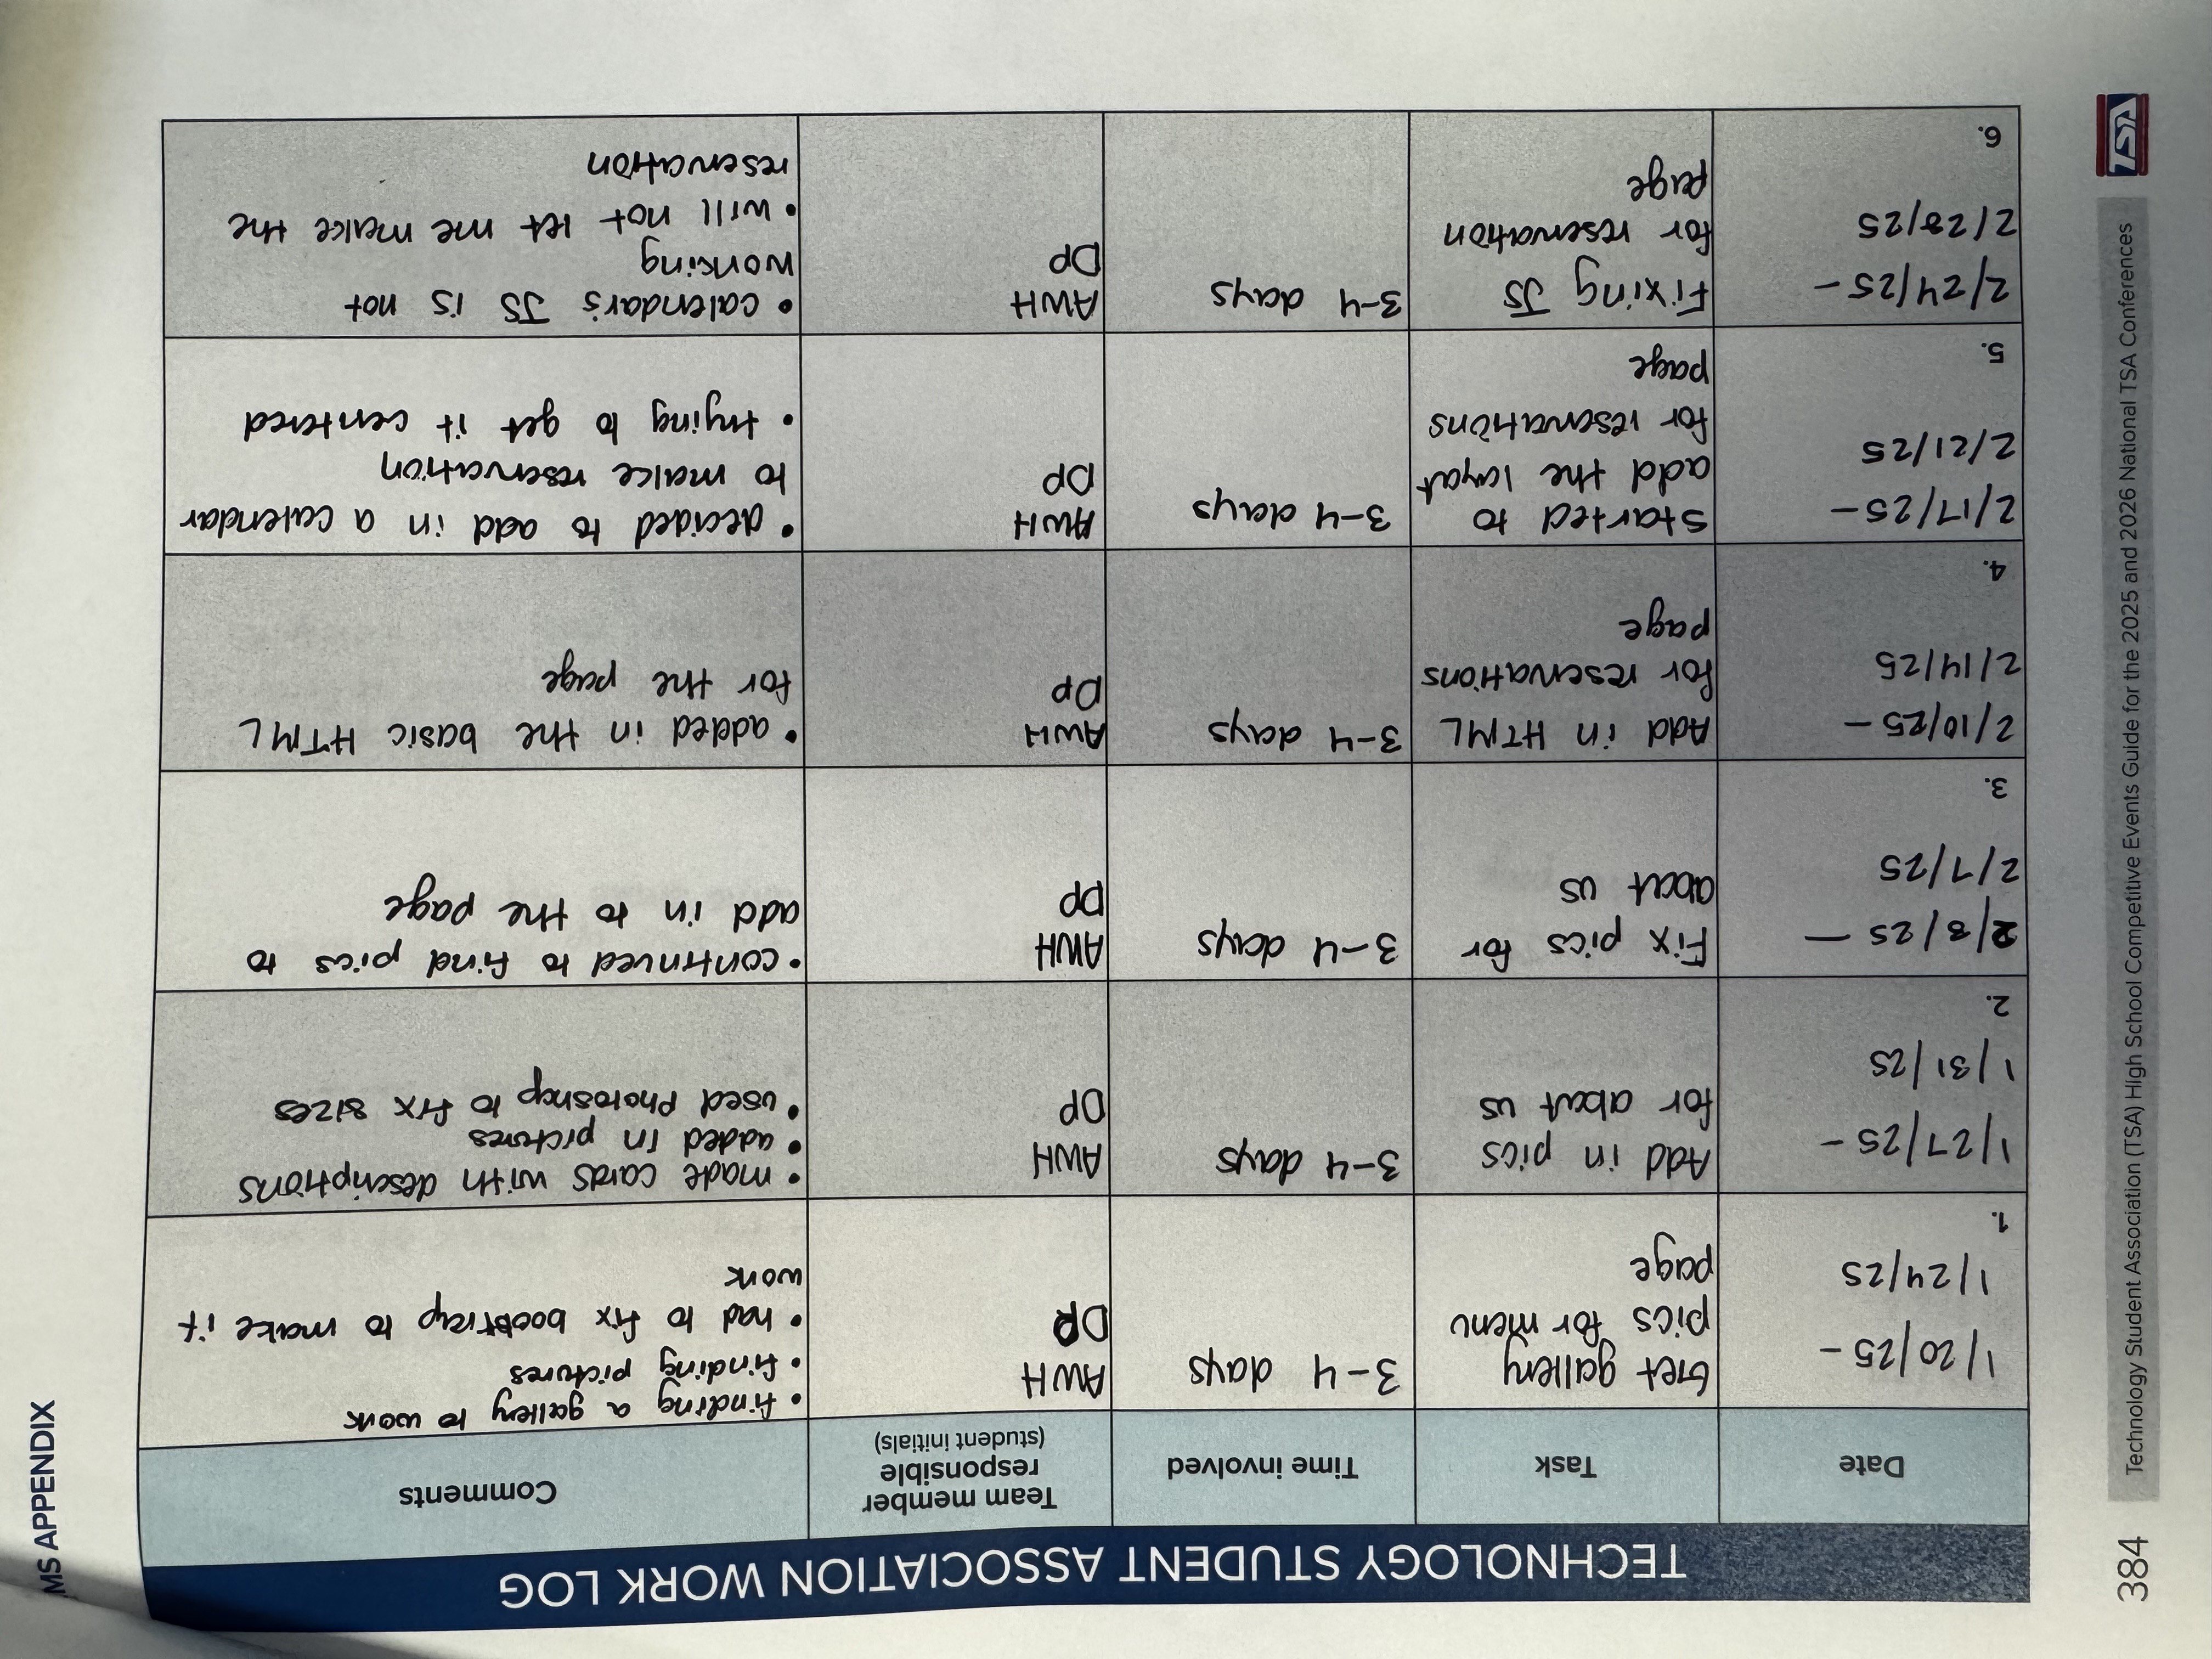 MS APPENDIX
TECHNOLOGY STUDENT ASSOCIATION WORK LOG
Date
Task
Time involved
Team member
responsible
(student initials)
Comments
1/20/25 –
1/24/25
1.
Get gallery
pics for menu
page
3-4 days
AWH
DP
• finding a gallery to work
• finding pictures
• had to fix bootstrap to make it
work
1/27/25 –
1/31/25
2.
Add in pics
for about us
3-4 days
AWH
DP
• made cards with descriptions
• added in pictures
• used Photoshop to fix sizes
2/3/25 —
2/7/25
3.
Fix pics for
about us
3-4 days
AWH
DP
• continued to find pics to
add in to the page
2/10/25 –
2/14/25
4.
Add in HTML
for reservations
page
3-4 days
AWH
DP
• added in the basic HTML
for the page
2/17/25 –
2/21/25
5.
Started to
add the layout
for reservations
page
3-4 days
AWH
DP
• decided to add in a calendar
to make reservation
• trying to get it centered
2/24/25 –
2/28/25
6.
Fixing JS
for reservation
page
3-4 days
AWH
DP
• calendar's JS is not
working
• will not let me make the
reservation
384
Technology Student Association (TSA) High School Competitive Events Guide for the 2025 and 2026 National TSA Conferences
TSA